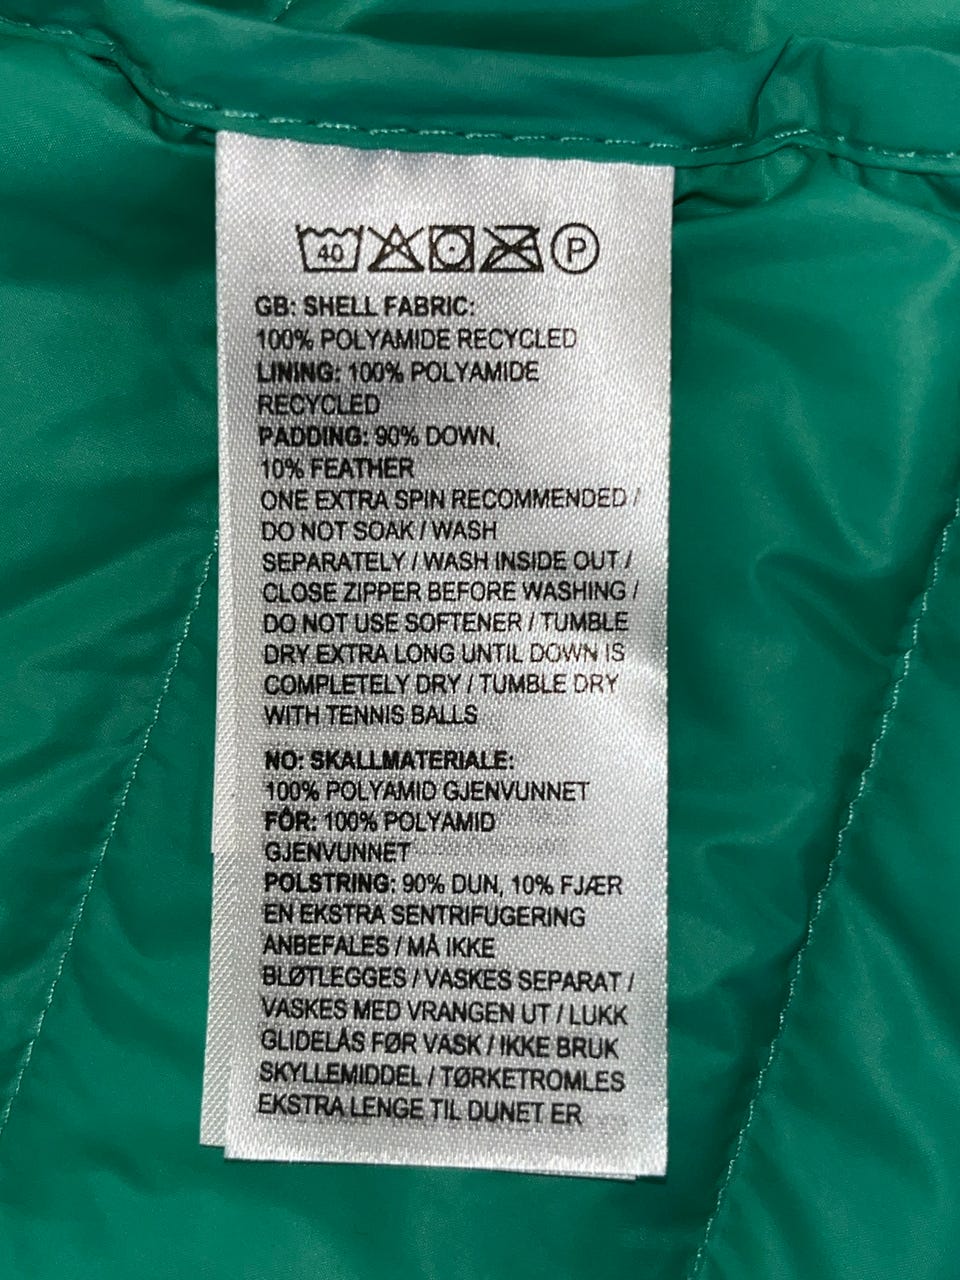 40 P
GB: SHELL FABRIC:
100% POLYAMIDE RECYCLED
LINING: 100% POLYAMIDE
RECYCLED
PADDING: 90% DOWN,
10% FEATHER
ONE EXTRA SPIN RECOMMENDED /
DO NOT SOAK / WASH
SEPARATELY / WASH INSIDE OUT /
CLOSE ZIPPER BEFORE WASHING /
DO NOT USE SOFTENER / TUMBLE
DRY EXTRA LONG UNTIL DOWN IS
COMPLETELY DRY / TUMBLE DRY
WITH TENNIS BALLS
NO: SKALLMATERIALE:
100% POLYAMID GJENVUNNET
FÔR: 100% POLYAMID
GJENVUNNET
POLSTRING: 90% DUN, 10% FJÆR
EN EKSTRA SENTRIFUGERING
ANBEFALES / MÅ IKKE
BLØTLEGGES / VASKES SEPARAT /
VASKES MED VRANGEN UT / LUKK
GLIDELÅS FØR VASK / IKKE BRUK
SKYLLEMIDDEL / TØRKETROMLES
EKSTRA LENGE TIL DUNET ER